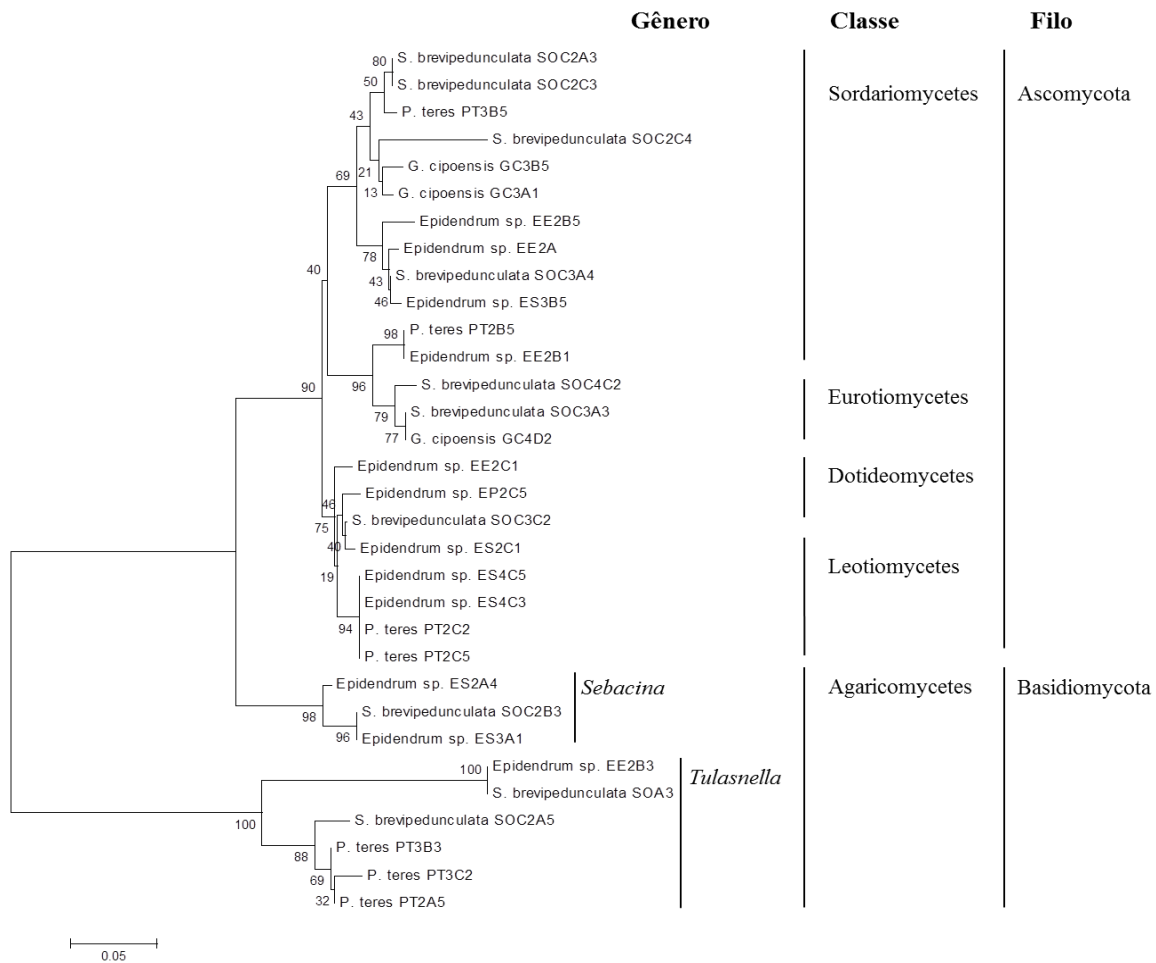 Gênero Classe Filo
S. brevipedunculata SOC2A3
80
S. brevipedunculata SOC2C3
50
Sordariomycetes Ascomycota
P. teres PT3B5
43
S. brevipedunculata SOC2C4
G. cipoensis GC3B5
21
69
G. cipoensis GC3A1
13
Epidendrum sp. EE2B5
Epidendrum sp. EE2A
78
S. brevipedunculata SOC3A4
40
43
Epidendrum sp. ES3B5
46
P. teres PT2B5
98
Epidendrum sp. EE2B1
S. brevipedunculata SOC4C2
96
90
Eurotiomycetes
S. brevipedunculata SOC3A3
79
G. cipoensis GC4D2
77
Epidendrum sp. EE2C1
Dotideomycetes
Epidendrum sp. EP2C5
46
S. brevipedunculata SOC3C2
75
Epidendrum sp. ES2C1
40
Leotiomycetes
Epidendrum sp. ES4C5
19
Epidendrum sp. ES4C3
P. teres PT2C2
94
P. teres PT2C5
Epidendrum sp. ES2A4
Sebacina Agaricomycetes Basidiomycota
S. brevipedunculata SOC2B3
98
Epidendrum sp. ES3A1
96
Epidendrum sp. EE2B3
100
Tulasnella
S. brevipedunculata SOA3
S. brevipedunculata SOC2A5
100
P. teres PT3B3
88
P. teres PT3C2
69
P. teres PT2A5
32
0.05